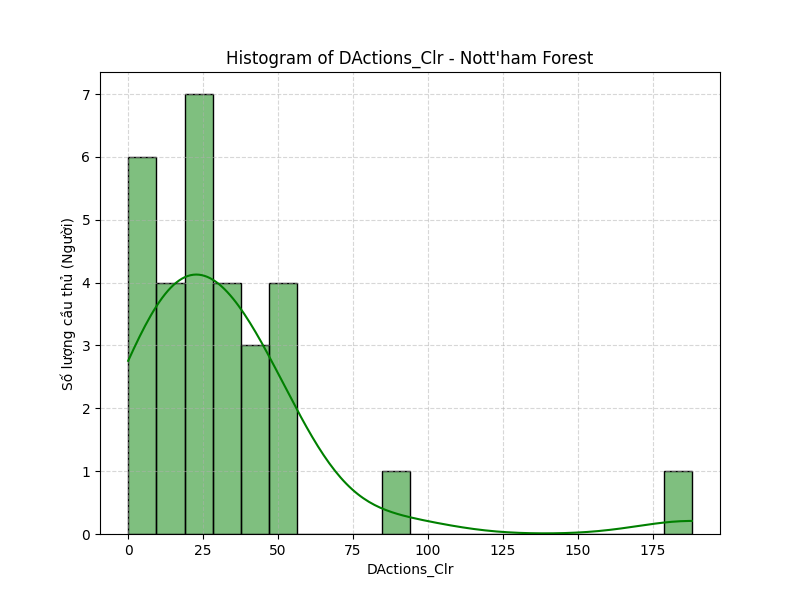 Histogram of DActions_Clr - Nott'ham Forest
Số lượng cầu thủ (Người)
7
6
5
4
3
2
1
0
0 25 50 75 100 125 150 175
DActions_Clr